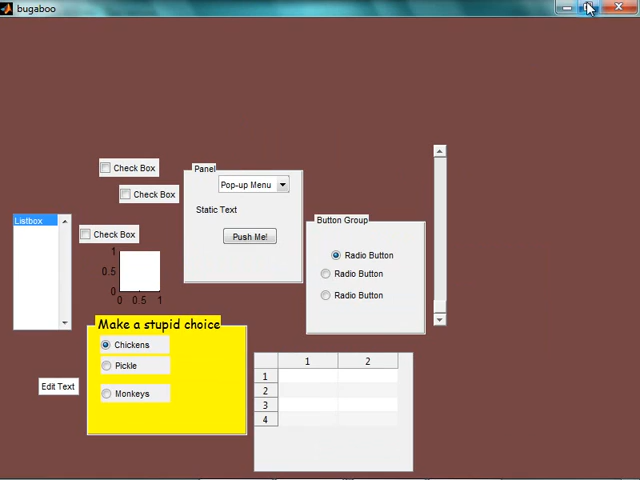 bugaboo
Check Box
Panel
Pop-up Menu
Check Box
Static Text
Listbox
Button Group
Check Box
Push Me!
1
0.5
0
0 0.5 1
Radio Button
Radio Button
Radio Button
Make a stupid choice
Chickens
Pickle
Monkeys
Edit Text
1 2
1
2
3
4